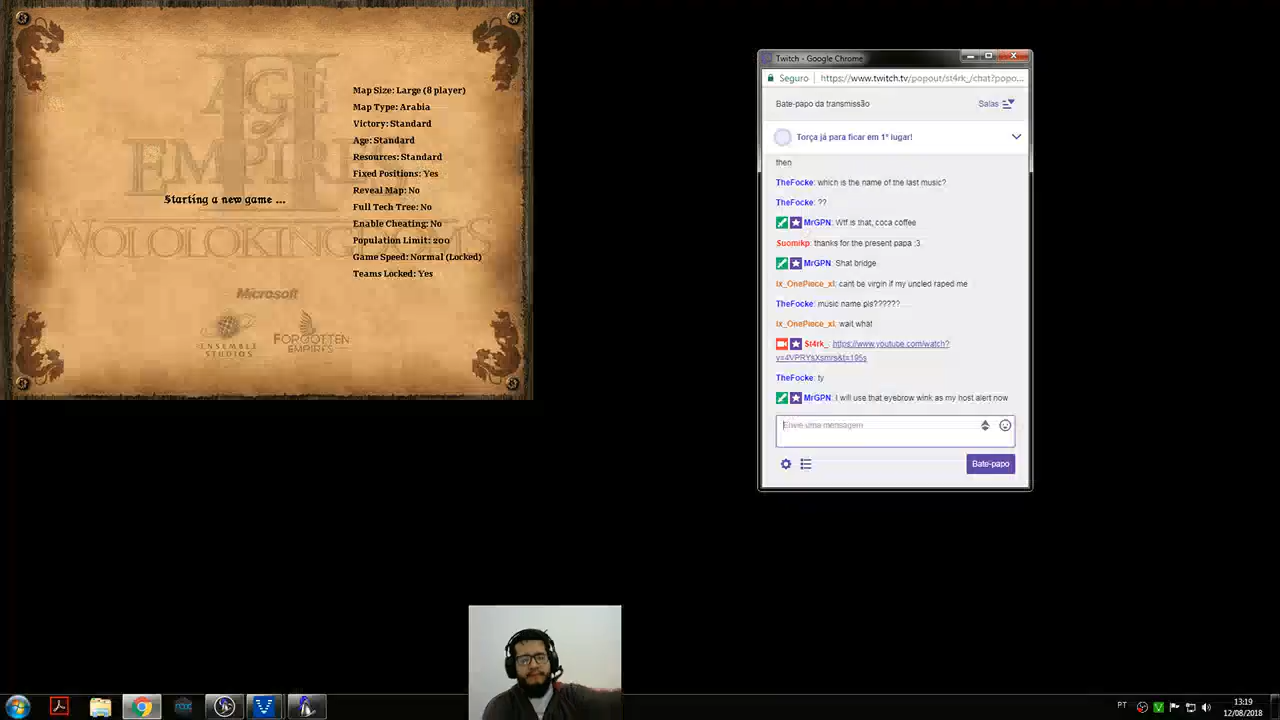 AGE
of
EMPIRES
II
WOLOLOKINGDOMS
Map Size: Large (8 player)
Map Type: Arabia
Victory: Standard
Age: Standard
Resources: Standard
Fixed Positions: Yes
Reveal Map: No
Full Tech Tree: No
Enable Cheating: No
Population Limit: 200
Game Speed: Normal (Locked)
Teams Locked: Yes
Starting a new game ...
Microsoft
ENSEMBLE
STUDIOS
FORGOTTEN
EMPIRES
Twitch - Google Chrome
Seguro
https://www.twitch.tv/popout/st4rk_/chat?popo...
Bate-papo da transmissão
Salas
Torça já para ficar em 1º lugar!
then
TheFocke: which is the name of the last music?
TheFocke: ??
MrGPN: Wtf is that, coca coffee
Suomikp: thanks for the present papa :3
MrGPN: Shat bridge
Ix_OnePiece_xI: cant be virgin if my uncled raped me
TheFocke: music name pls??????
Ix_OnePiece_xI: wait what
St4rk_: https://www.youtube.com/watch?
v=4VPRYsXsmrs&t=195s
TheFocke: ty
MrGPN: I will use that eyebrow wink as my host alert now
Envie uma mensagem
Bate-papo
PT
13:19
12/08/2018